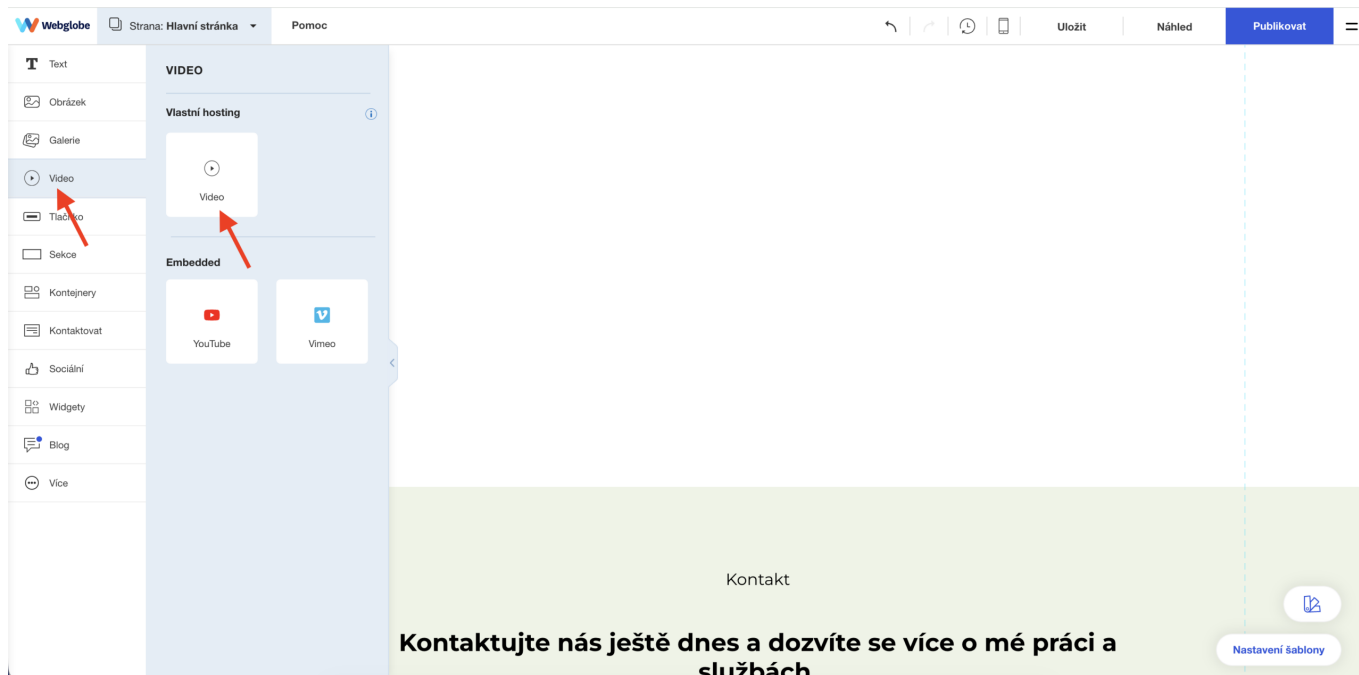 Webglobe
Strana: Hlavní stránka
Pomoc
Uložit
Náhled
Publikovat
Text
Obrázek
Galerie
Video
Tlačítko
Sekce
Kontejnery
Kontaktovat
Sociální
Widgety
Blog
Více
VIDEO
Vlastní hosting
Video
Embedded
YouTube
Vimeo
Kontakt
Kontaktujte nás ještě dnes a dozvíte se více o mé práci a
službách
Nastavení šablony